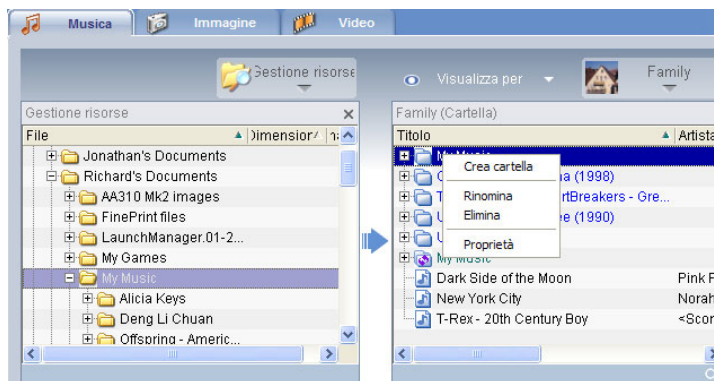 Musica Immagine Video
Gestione risorse Visualizza per Family
Gestione risorse
File
Jonathan's Documents
Richard's Documents
AA310 Mk2 images
FinePrint files
LaunchManager.01-2...
My Games
My Music
Alicia Keys
Deng Li Chuan
Offspring - Americ...
Family (Cartella)
Titolo Artista
MyMusic
na (1998)
rtBreakers - Gre...
ee (1990)
My Music
Dark Side of the Moon Pink F
New York City Norah
T-Rex - 20th Century Boy <Scor
Crea cartella
Rinomina
Elimina
Proprietà